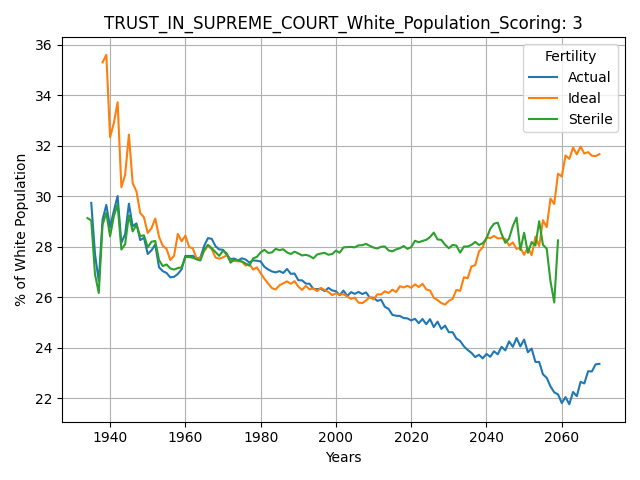 TRUST_IN_SUPREME_COURT_White_Population_Scoring: 3
Fertility
Actual
Ideal
Sterile
% of White Population
36
34
32
30
28
26
24
22
1940 1960 1980 2000 2020 2040 2060
Years